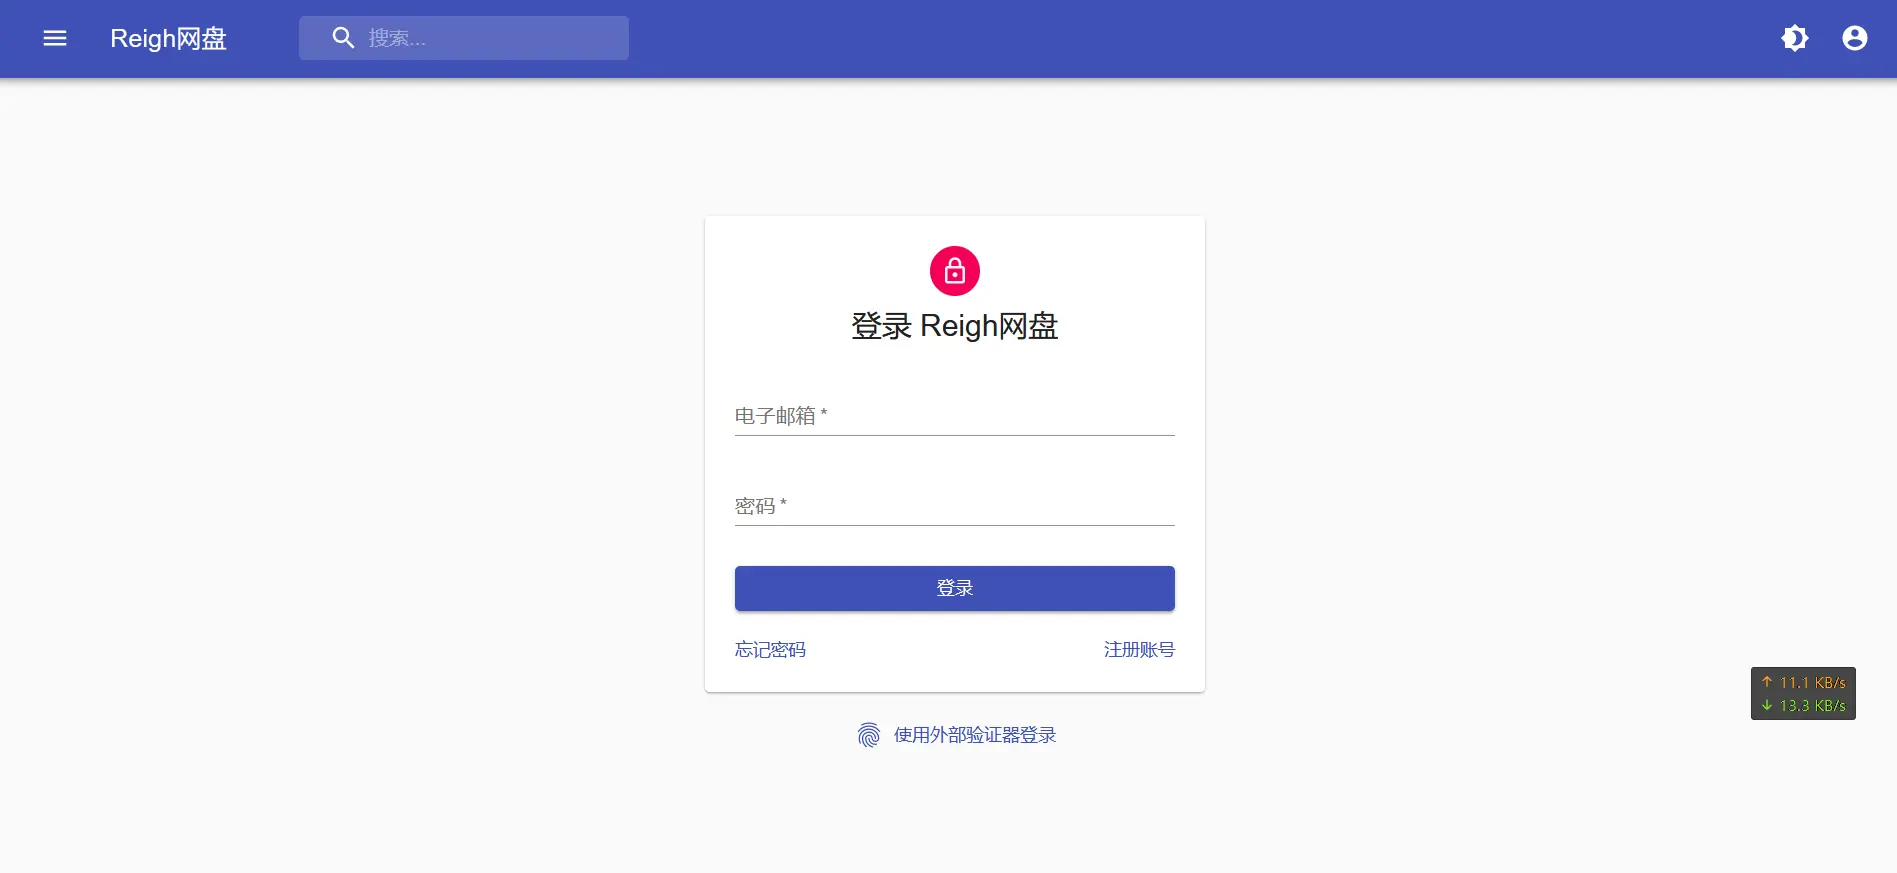 Reigh网盘
搜索...
登录 Reigh网盘
电子邮箱 *
密码 *
登录
忘记密码
注册账号
↑ 11.1 KB/s
↓ 13.3 KB/s
使用外部验证器登录